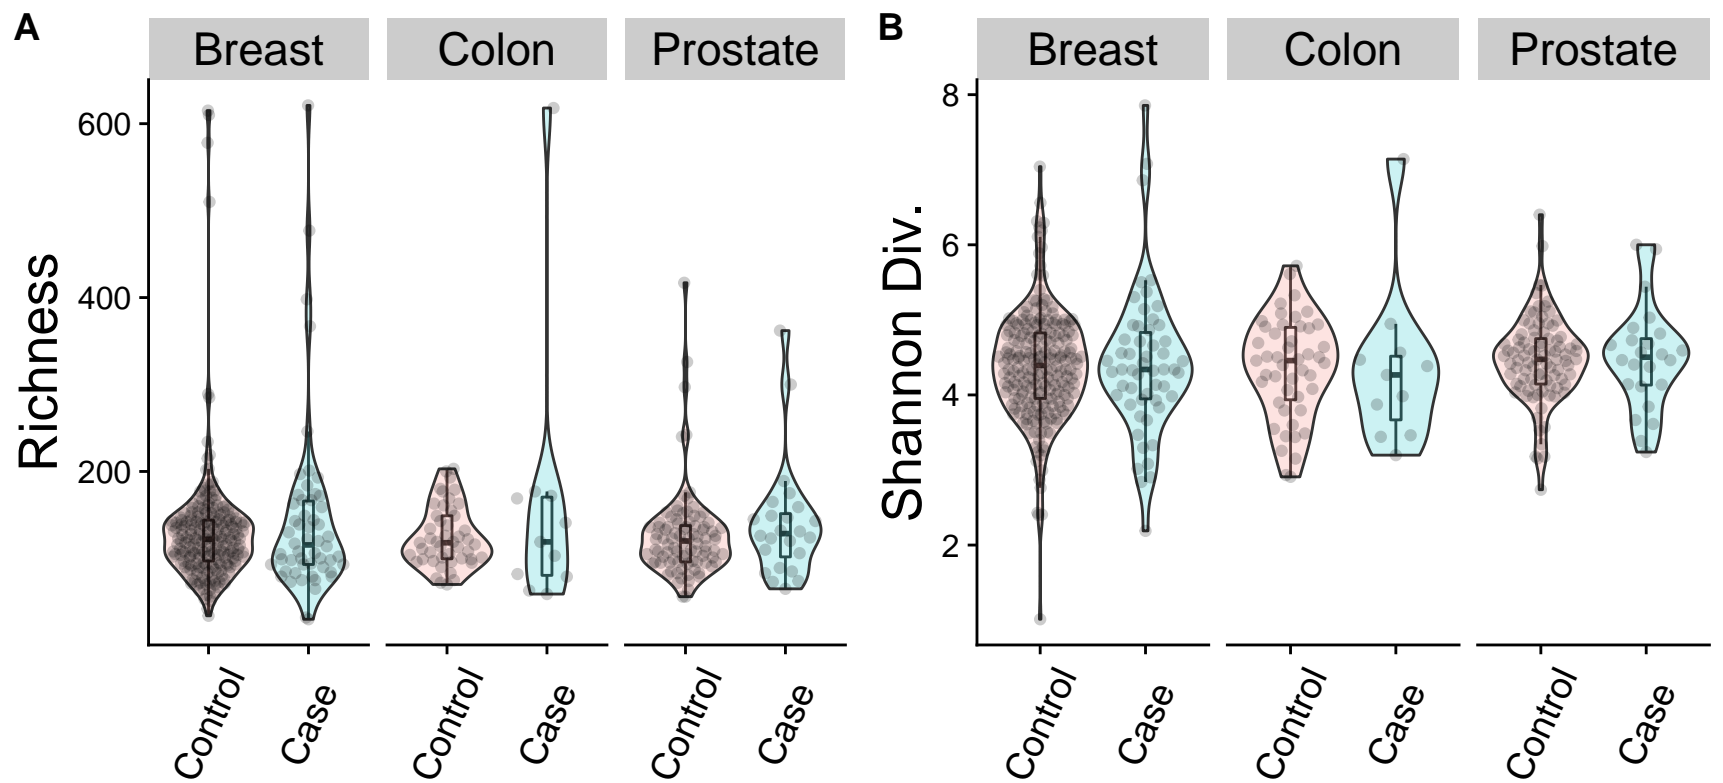 A
Breast
Colon
Prostate
Richness
600
400
200
Control
Case
Control
Case
Control
Case
B
Breast
Colon
Prostate
Shannon Div.
8
6
4
2
Control
Case
Control
Case
Control
Case